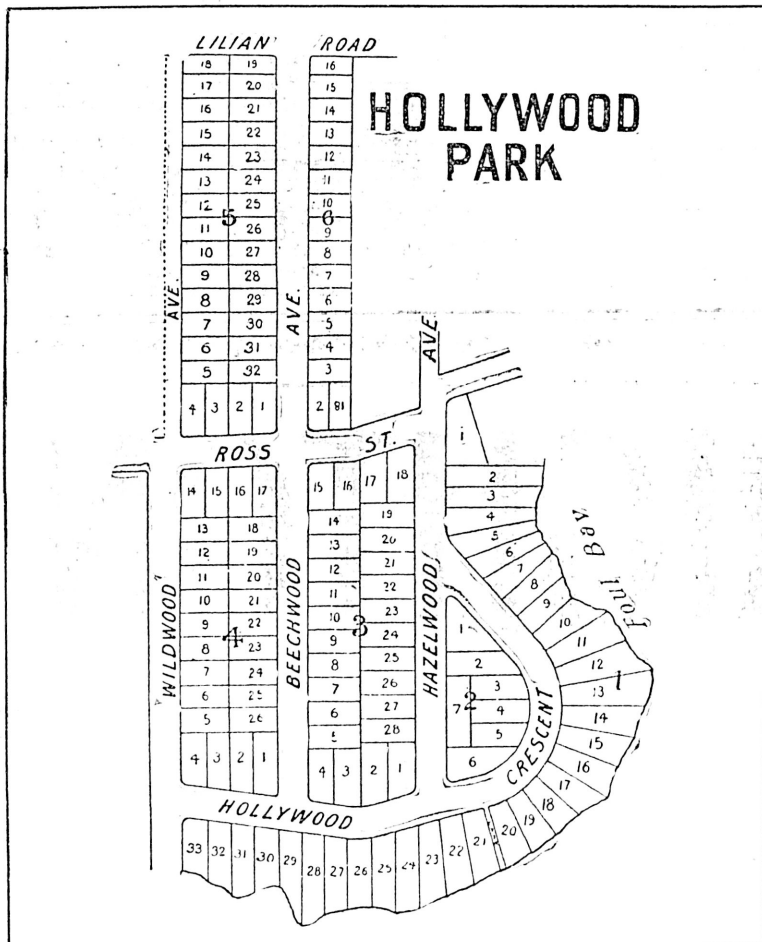 LILIAN ROAD
HOLLYWOOD
PARK
18 19 16
17 20 15
16 21 14
15 22 13
14 23 12
13 24 11
12 25 10
5 6
11 26 9
10 27 8
9 28 7
8 29 6
7 30 5
6 31 4
5 32 3
4 3 2 1 2 81
AVE. AVE. AVE
ROSS ST.
14 15 16 17 15 16 17 18
13 18 14 19
12 19 13 20
11 20 12 21
10 21 11 22
9 22 10 23
4 3
8 23 9 24
7 24 8 25
6 25 7 26
5 26 6 27
5 28
4 3 2 1 4 3 2 1
WILDWOOD
BEECHWOOD
HAZELWOOD
1
2
3
4
5
6
7
8
9
10
11
12
13
14
15
16
17
18
19
20
21
22
23
24
25
26
27
28
29
30
31
32
33
1
Foul Bay
1
2
3
7 2
4
5
6
CRESCENT
HOLLYWOOD